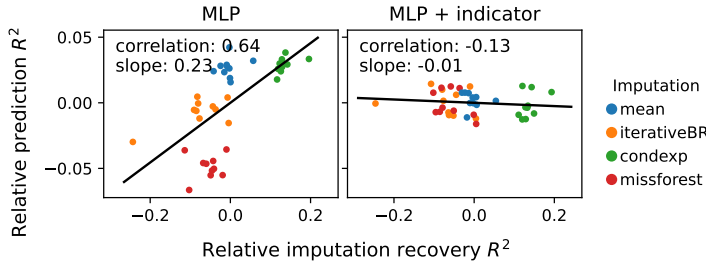 MLP
MLP + indicator
correlation: 0.64
slope: 0.23
correlation: -0.13
slope: -0.01
Relative prediction R²
0.05
0.00
−0.05
−0.2
0.0
0.2
−0.2
0.0
0.2
Relative imputation recovery R²
Imputation
mean
iterativeBR
condexp
missforest